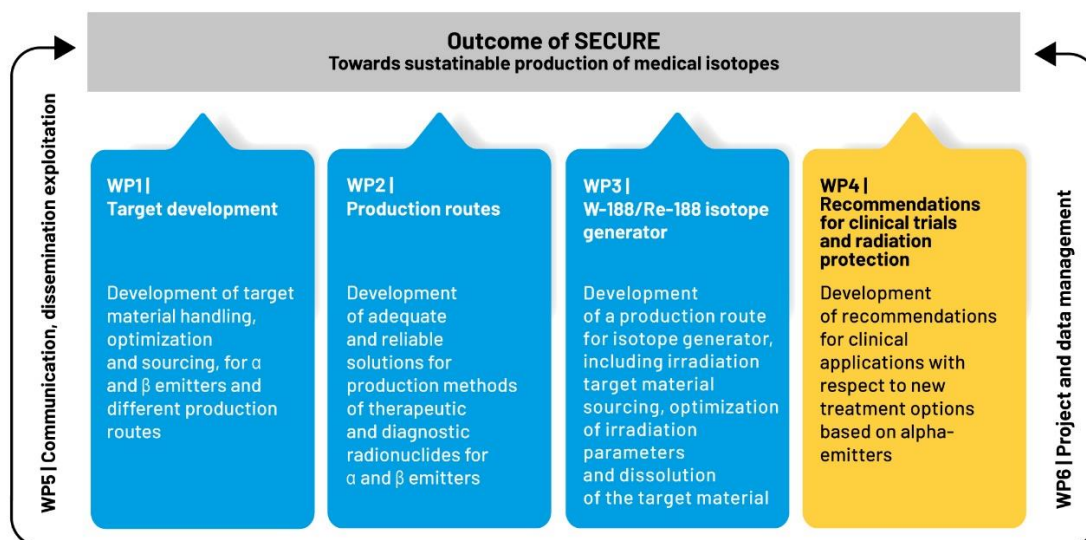 Outcome of SECURE
Towards sustatinable production of medical isotopes
WP5 | Communication, dissemination exploitation
WP1 |
Target development
Development of target
material handling,
optimization
and sourcing, for α
and β emitters and
different production
routes
WP2 |
Production routes
Development
of adequate
and reliable
solutions for
production methods
of therapeutic
and diagnostic
radionuclides for
α and β emitters
WP3 |
W-188/Re-188 isotope
generator
Development
of a production route
for isotope generator,
including irradiation
target material
sourcing, optimization
of irradiation
parameters
and dissolution
of the target material
WP4 |
Recommendations
for clinical trials
and radiation
protection
Development
of recommendations
for clinical
applications with
respect to new
treatment options
based on alpha-
emitters
WP6 | Project and data management